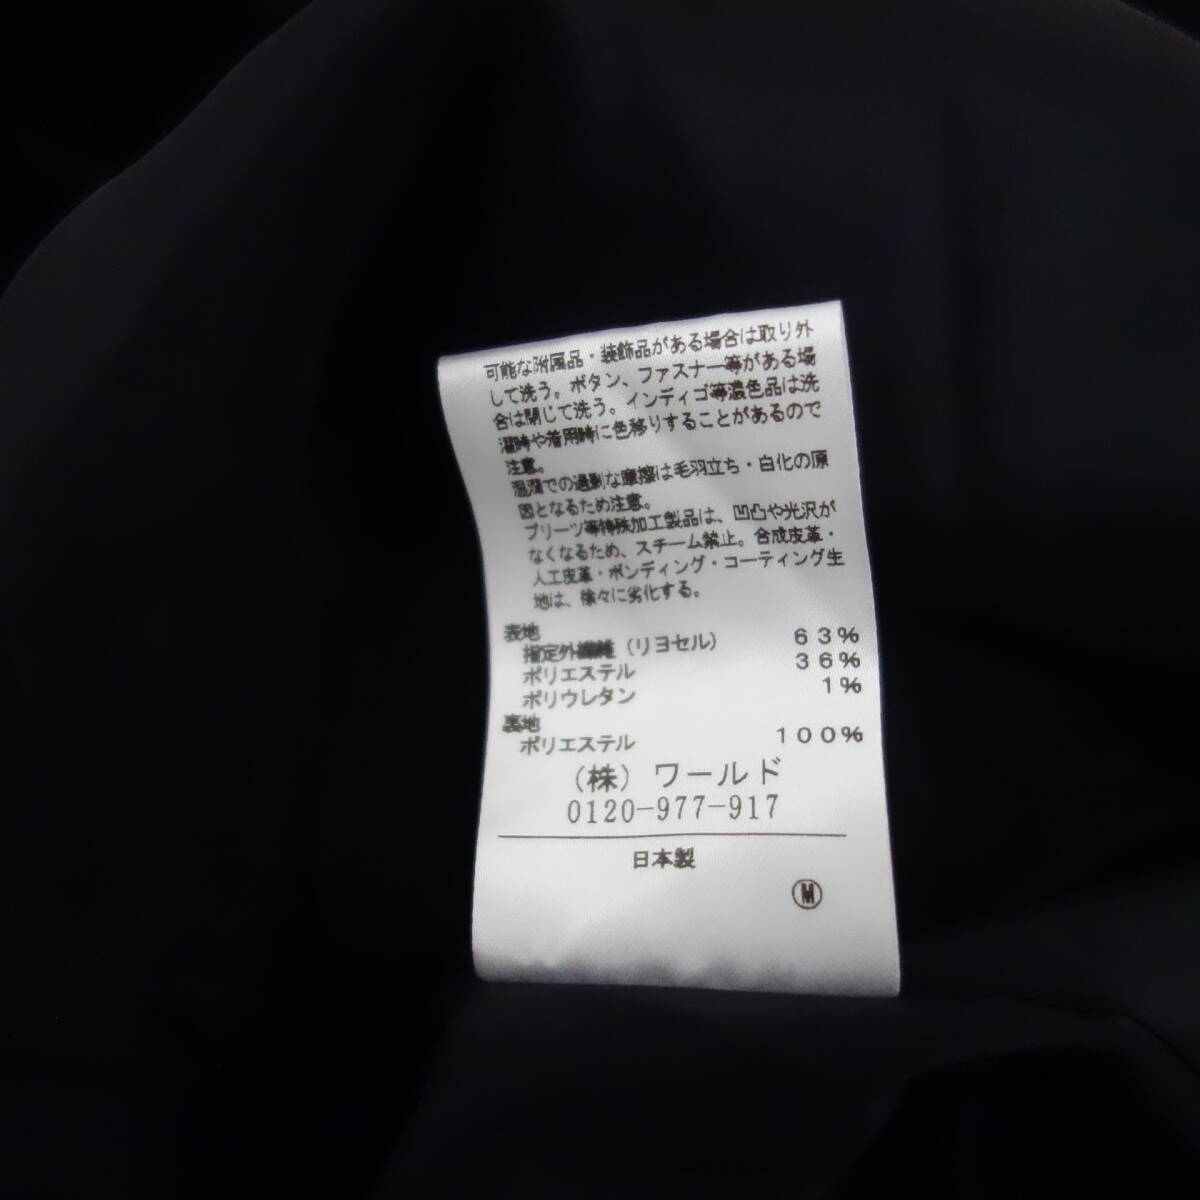 可能な附属品・装飾品がある場合は取り外
して洗う。ボタン、ファスナー等がある場
合は閉じて洗う。インディゴ等濃色品は洗
濯時や着用時に色移りすることがあるので
注意。
湿潤での過剰な摩擦は毛羽立ち・白化の原
因となるため注意。
プリーツ等特殊加工製品は、凹凸や光沢が
なくなるため、スチーム禁止。合成皮革・
人工皮革・ボンディング・コーティング生
地は、徐々に劣化する。
表地
指定外繊維（リヨセル） 63%
ポリエステル 36%
ポリウレタン 1%
裏地
ポリエステル 100%
（株）ワールド
0120-977-917
日本製
Ⓜ